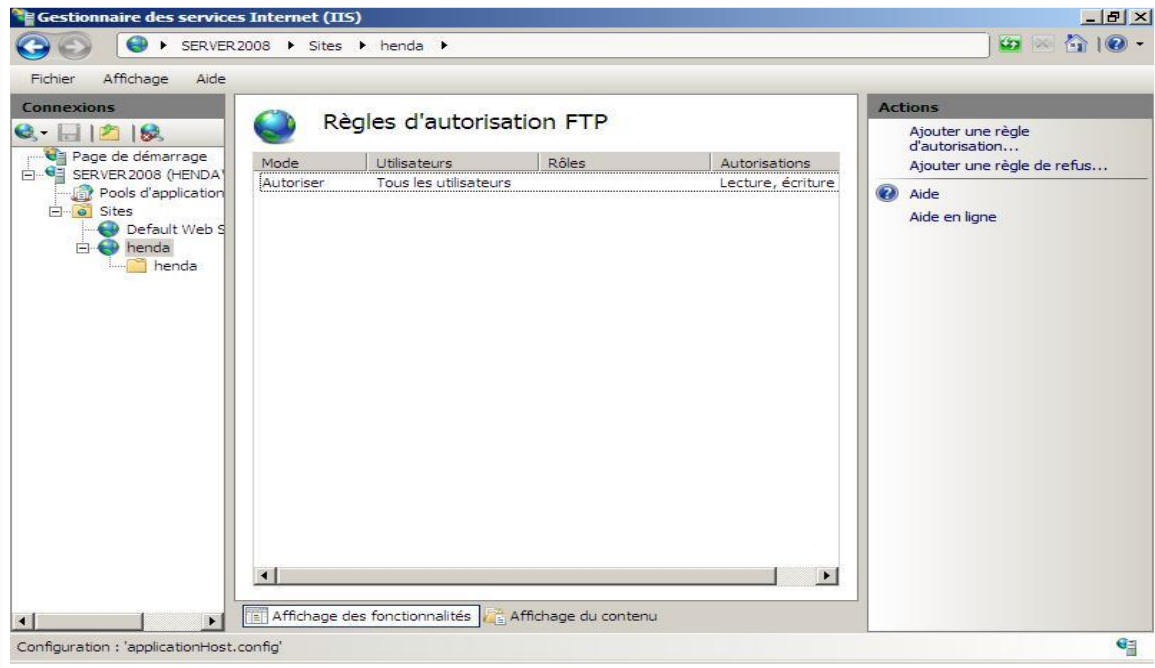 Gestionnaire des services Internet (IIS)
SERVER2008 Sites henda
Fichier Affichage Aide
Connexions
Page de démarrage
SERVER2008 (HENDA\
Pools d'application
Sites
Default Web S
henda
henda
Règles d'autorisation FTP
Mode Utilisateurs Rôles Autorisations
Autoriser Tous les utilisateurs Lecture, écriture
Affichage des fonctionnalités Affichage du contenu
Actions
Ajouter une règle
d'autorisation...
Ajouter une règle de refus...
Aide
Aide en ligne
Configuration : 'applicationHost.config'